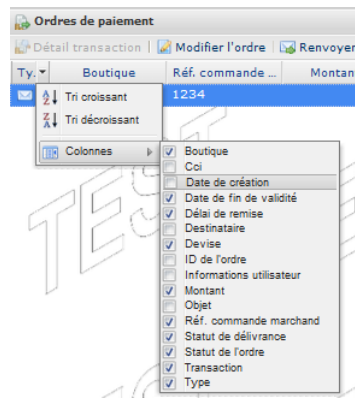 Ordres de paiement
Détail transaction Modifier l'ordre Renvoyer
Ty. Boutique Réf. commande ... Montan
1234
Tri croissant
Tri décroissant
Colonnes
Boutique
Cci
Date de création
Date de fin de validité
Délai de remise
Destinataire
Devise
ID de l'ordre
Informations utilisateur
Montant
Objet
Réf. commande marchand
Statut de délivrance
Statut de l'ordre
Transaction
Type
TEST